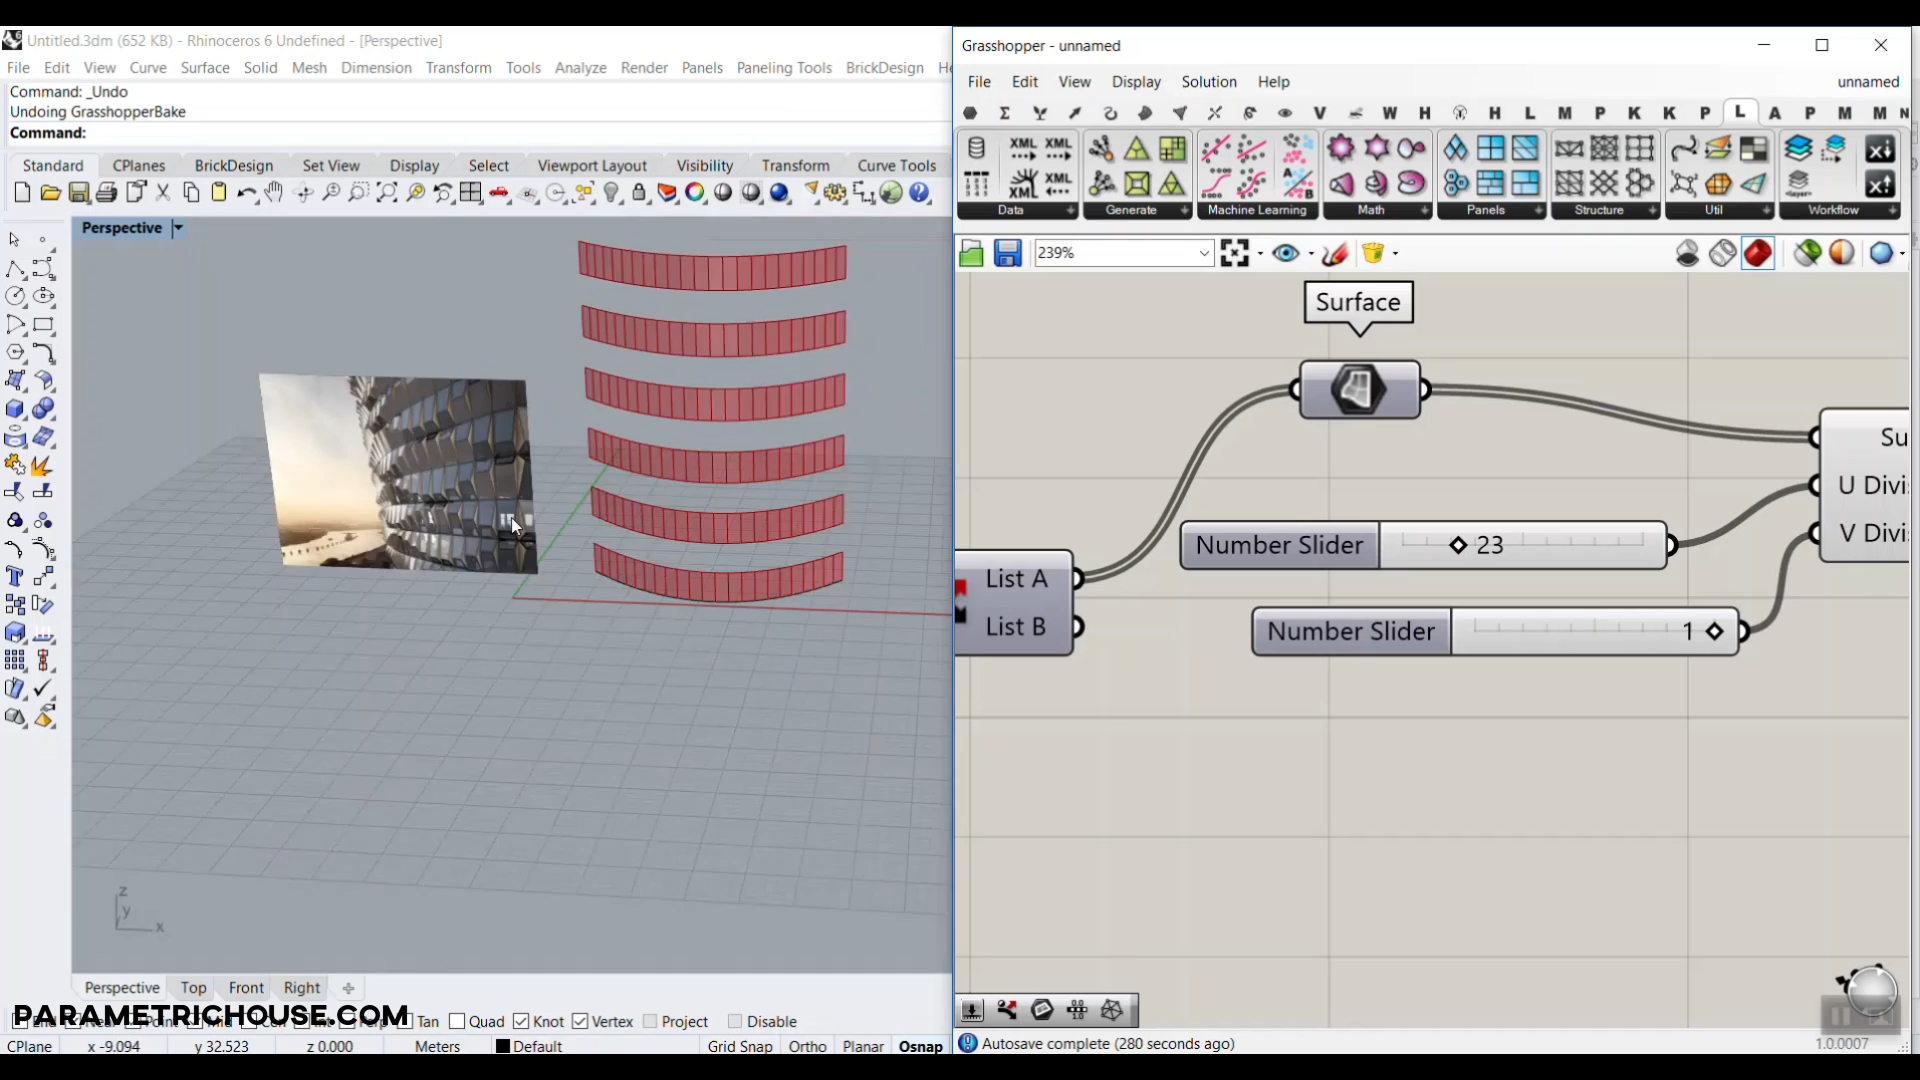 Untitled.3dm (652 KB) - Rhinoceros 6 Undefined - [Perspective]
File Edit View Curve Surface Solid Mesh Dimension Transform Tools Analyze Render Panels Paneling Tools BrickDesign
Command: _Undo
Undoing GrasshopperBake
Command:
Standard CPlanes BrickDesign Set View Display Select Viewport Layout Visibility Transform Curve Tools
Perspective
z
y
x
Perspective Top Front Right
PARAMETRICHOUSE.COM
Tan Quad Knot Vertex Project Disable
CPlane x -9.094 y 32.523 z 0.000 Meters Default Grid Snap Ortho Planar Osnap
Grasshopper - unnamed
File Edit View Display Solution Help unnamed
V W H H L M P K K P L A P M M N
XML XML
XML XML
Data Generate Machine Learning Math Panels Structure Util Workflow
239%
Surface
Su
U Divi
V Divi
Number Slider 23
List A
List B
Number Slider 1
Autosave complete (280 seconds ago)
1.0.0007